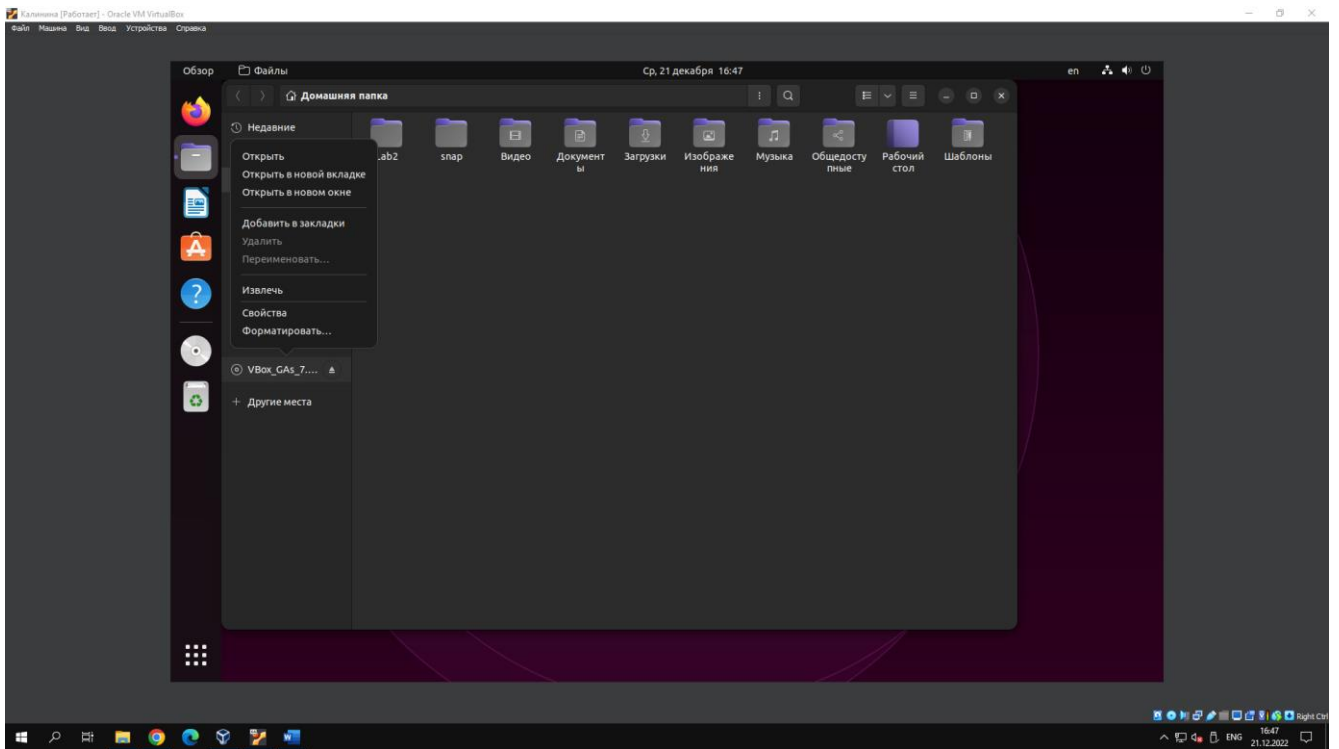 Калинина [Работает] - Oracle VM VirtualBox
Файл Машина Вид Ввод Устройства Справка
Обзор Файлы Ср, 21 декабря 16:47 en
Домашняя папка
Недавние
Открыть
Открыть в новой вкладке
Открыть в новом окне
Добавить в закладки
Удалить
Переименовать...
Извлечь
Свойства
Форматировать...
VBox_GAs_7....
+ Другие места
ab2 snap Видео Документ Загрузки Изображе Музыка Общедосту Рабочий Шаблоны
ы ния пные стол
Right Ctrl
ENG 16:47
21.12.2022